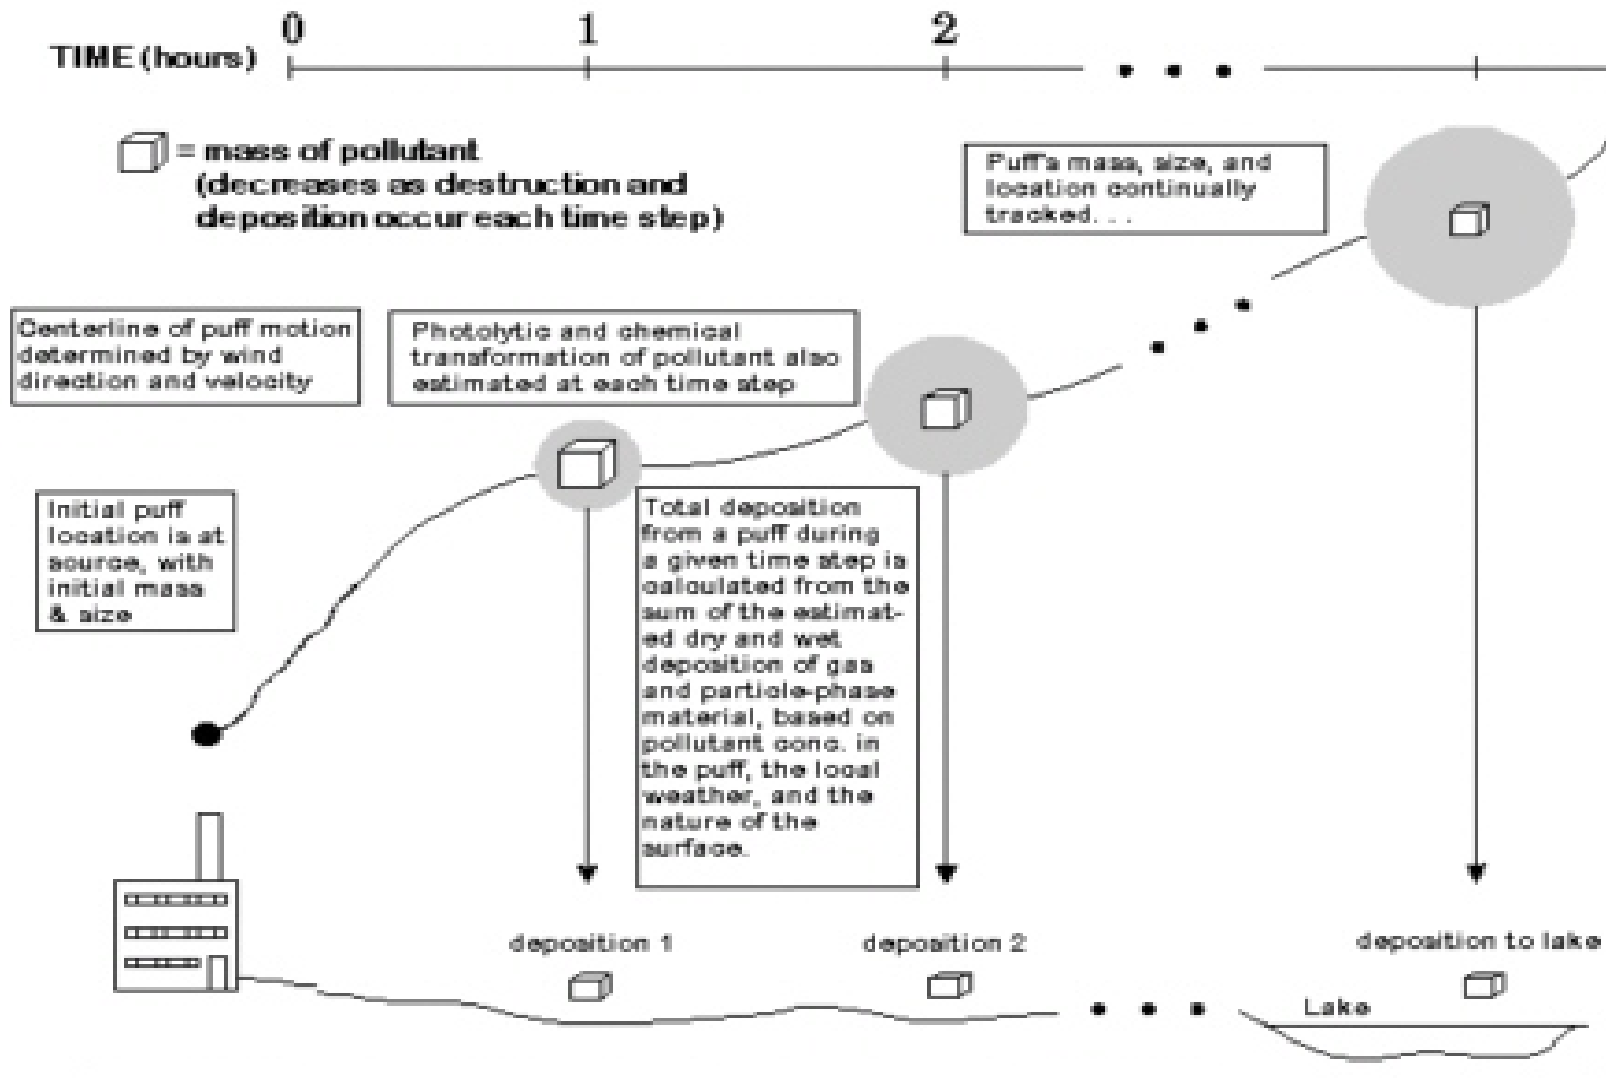 0 1 2
TIME (hours)
= mass of pollutant
(decreases as destruction and
deposition occur each time step)
Puff's mass, size, and
location continually
tracked. . .
Centerline of puff motion
determined by wind
direction and velocity
Photolytic and chemical
transformation of pollutant also
estimated at each time step
Initial puff
location is at
source, with
initial mass
& size
Total deposition
from a puff during
a given time step is
calculated from the
sum of the estimat-
ed dry and wet
deposition of gas
and particle-phase
material, based on
pollutant conc. in
the puff, the local
weather, and the
nature of the
surface.
deposition 1
deposition 2
deposition to lake
Lake